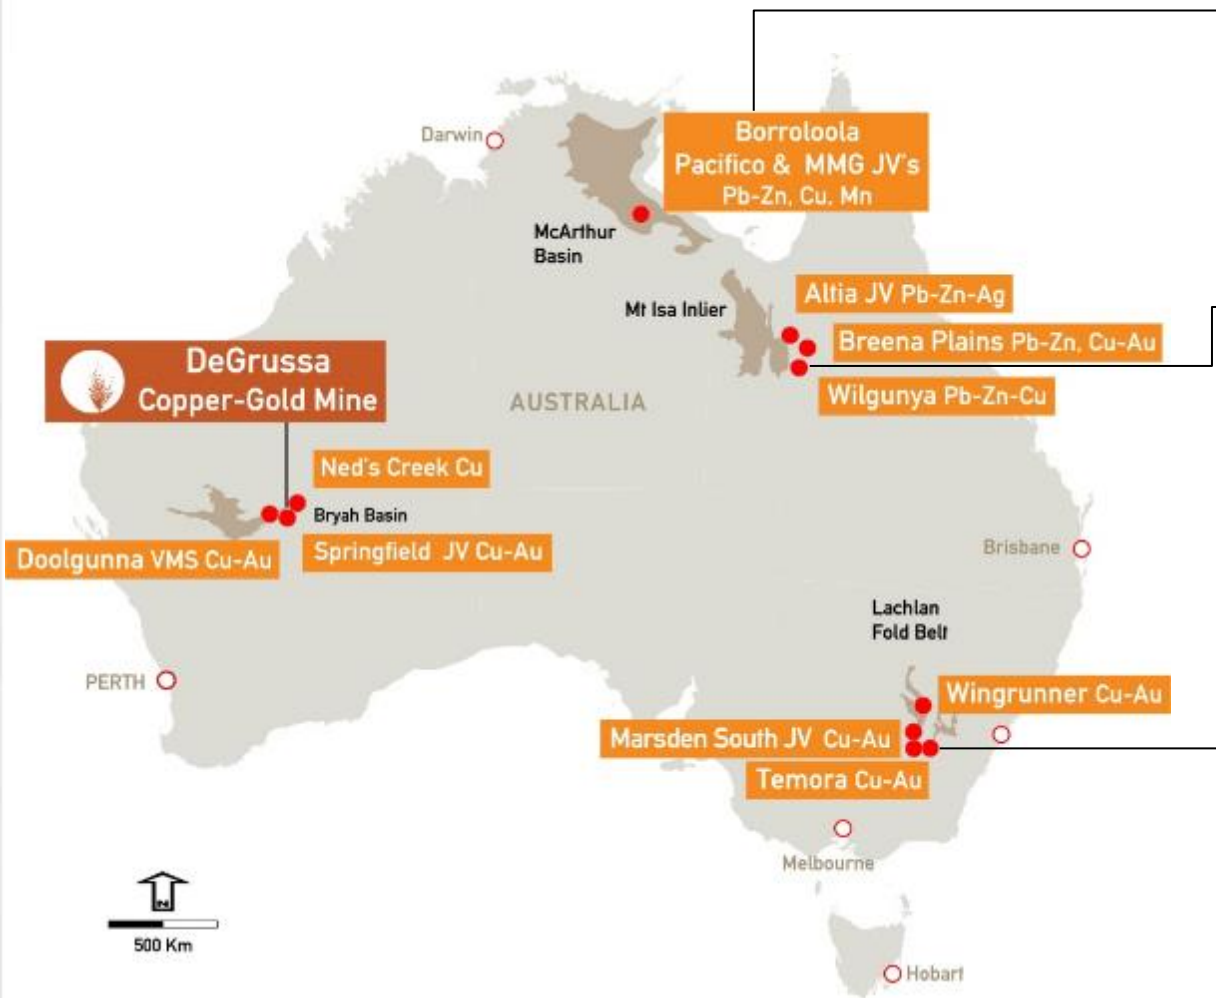 Darwin
Borroloola
Pacifico & MMG JV's
Pb-Zn, Cu, Mn
McArthur
Basin
Mt Isa Inlier
Altia JV Pb-Zn-Ag
Breena Plains Pb-Zn, Cu-Au
Wilgunya Pb-Zn-Cu
DeGrussa
Copper-Gold Mine
AUSTRALIA
Ned's Creek Cu
Bryah Basin
Doolgunna VMS Cu-Au
Springfield JV Cu-Au
Brisbane
Lachlan
Fold Belt
PERTH
Wingrunner Cu-Au
Marsden South JV Cu-Au
Temora Cu-Au
Melbourne
N
500 Km
Hobart